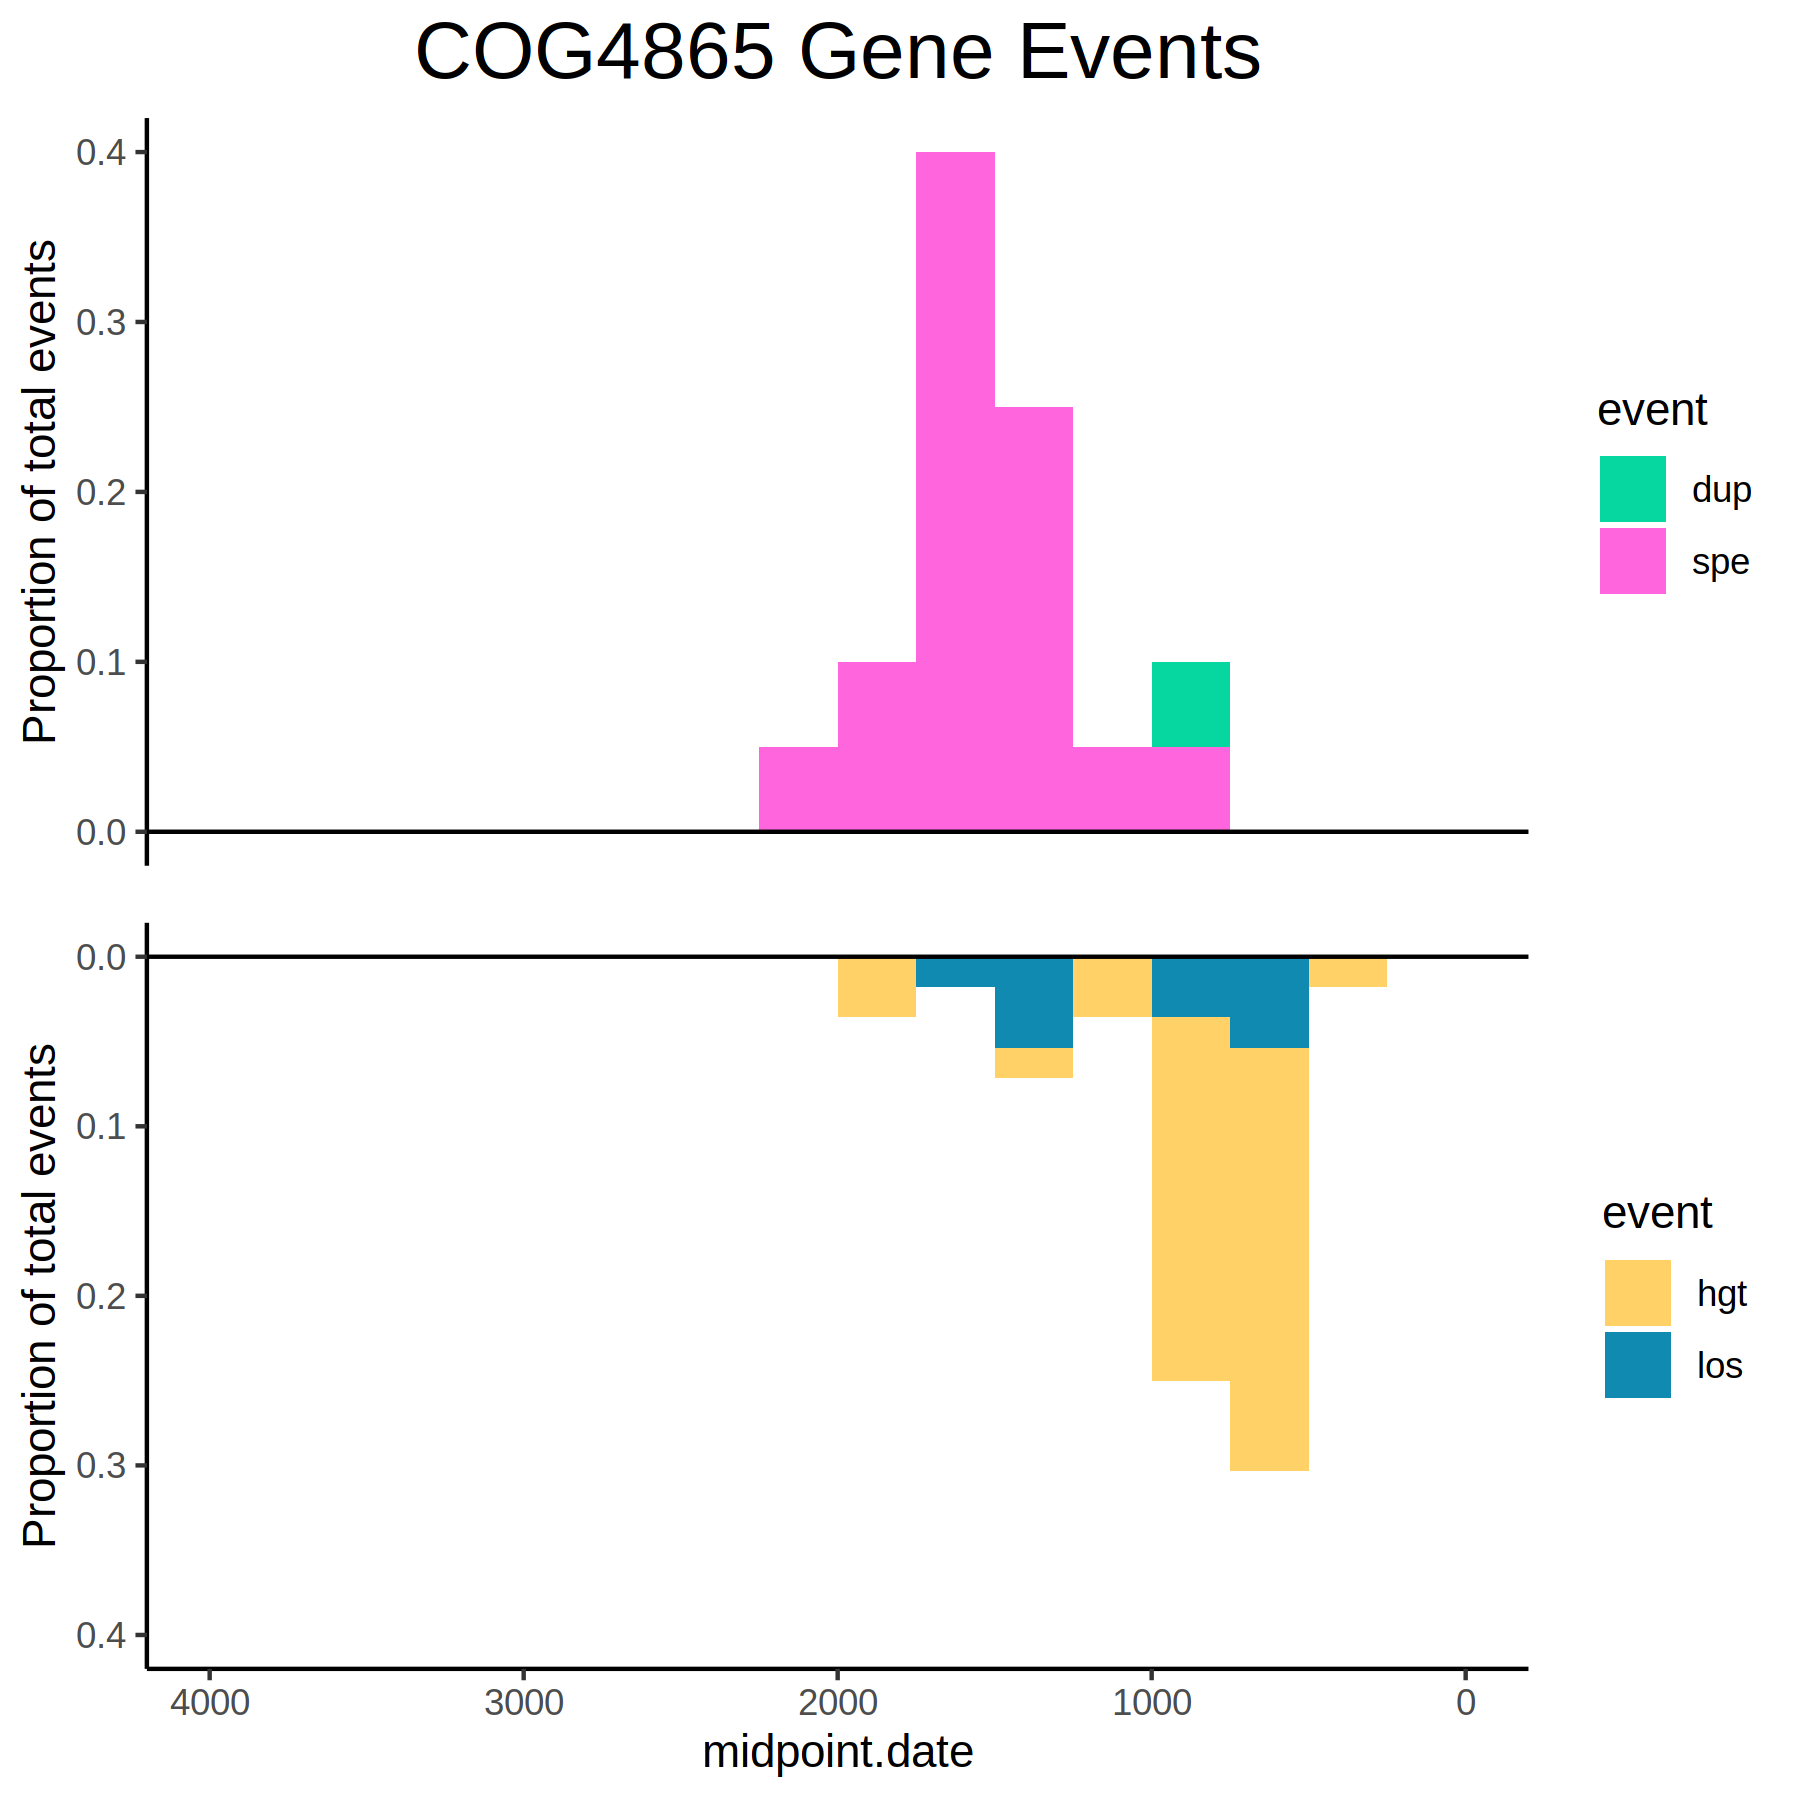 COG4865 Gene Events
Proportion of total events
0.4
0.3
0.2
0.1
0.0
event
dup
spe
Proportion of total events
0.0
0.1
0.2
0.3
0.4
event
hgt
los
4000 3000 2000 1000 0
midpoint.date